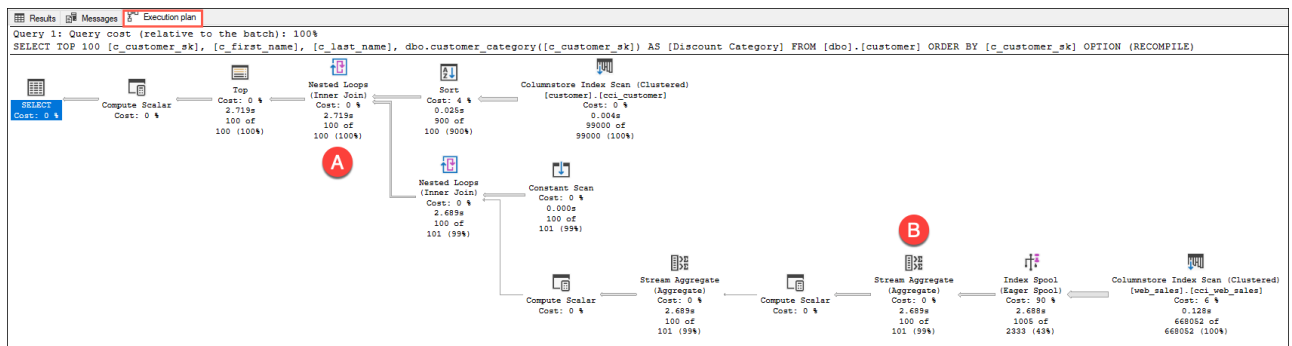 Results Messages Execution plan
Query 1: Query cost (relative to the batch): 100%
SELECT TOP 100 [c_customer_sk], [c_first_name], [c_last_name], dbo.customer_category([c_customer_sk]) AS [Discount Category] FROM [dbo].[customer] ORDER BY [c_customer_sk] OPTION (RECOMPILE)
SELECT
Cost: 0 %
Compute Scalar
Cost: 0 %
Top
Cost: 0 %
2.719s
100 of
100 (100%)
Nested Loops
(Inner Join)
Cost: 0 %
2.719s
100 of
100 (100%)
A
Sort
Cost: 4 %
0.025s
900 of
100 (900%)
Columnstore Index Scan (Clustered)
[customer].[cci_customer]
Cost: 0 %
0.004s
99000 of
99000 (100%)
Nested Loops
(Inner Join)
Cost: 0 %
2.689s
100 of
101 (99%)
Constant Scan
Cost: 0 %
0.000s
100 of
101 (99%)
Compute Scalar
Cost: 0 %
Stream Aggregate
(Aggregate)
Cost: 0 %
2.689s
100 of
101 (99%)
Compute Scalar
Cost: 0 %
B
Stream Aggregate
(Aggregate)
Cost: 0 %
2.689s
100 of
101 (99%)
Index Spool
(Eager Spool)
Cost: 90 %
2.688s
1005 of
2333 (43%)
Columnstore Index Scan (Clustered)
[web_sales].[cci_web_sales]
Cost: 6 %
0.128s
668052 of
668052 (100%)